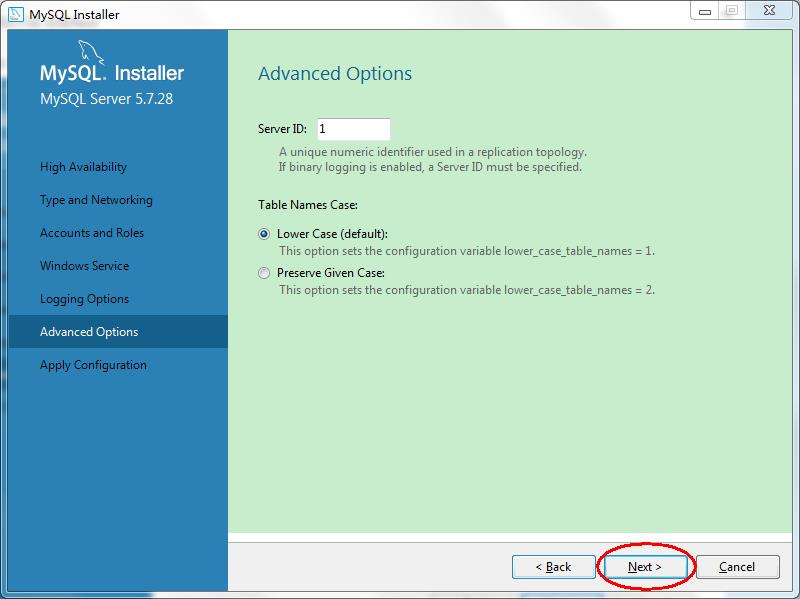 MySQL Installer
MySQL. Installer
MySQL Server 5.7.28
High Availability
Type and Networking
Accounts and Roles
Windows Service
Logging Options
Advanced Options
Apply Configuration
Advanced Options
Server ID: 1
A unique numeric identifier used in a replication topology.
If binary logging is enabled, a Server ID must be specified.
Table Names Case:
Lower Case (default):
This option sets the configuration variable lower_case_table_names = 1.
Preserve Given Case:
This option sets the configuration variable lower_case_table_names = 2.
< Back
Next >
Cancel